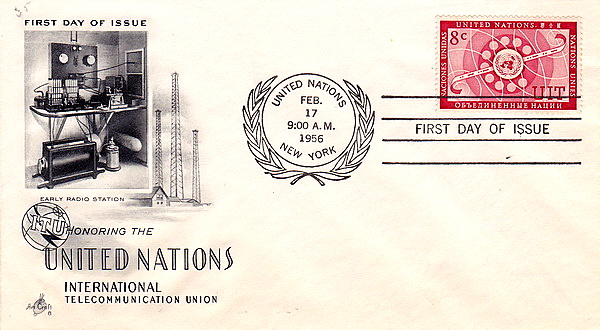 FIRST DAY OF ISSUE
EARLY RADIO STATION
ITU
HONORING THE
UNITED NATIONS
INTERNATIONAL
TELECOMMUNICATION UNION
Art Craft
UNITED NATIONS
FEB.
17
9:00 A.M.
1956
NEW YORK
UNITED NATIONS
8c
NACIONES UNIDAS
NATIONS UNIES
UIT
ОБЪЕДИНЕННЫЕ НАЦИИ
FIRST DAY OF ISSUE